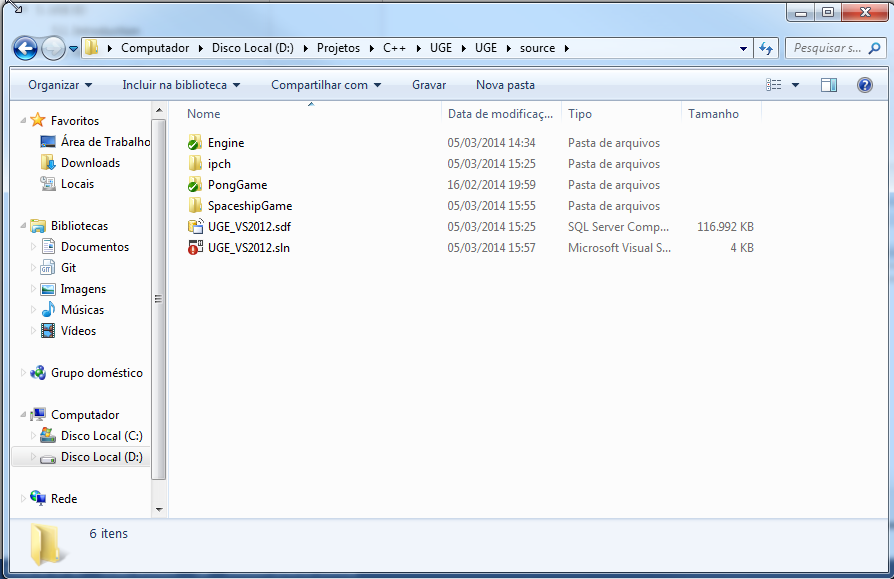 Computador Disco Local (D:) Projetos C++ UGE UGE source
Pesquisar s...
Organizar Incluir na biblioteca Compartilhar com Gravar Nova pasta
Favoritos
Área de Trabalho
Downloads
Locais
Bibliotecas
Documentos
Git
Imagens
Músicas
Vídeos
Grupo doméstico
Computador
Disco Local (C:)
Disco Local (D:)
Rede
Nome Data de modificaç... Tipo Tamanho
Engine 05/03/2014 14:34 Pasta de arquivos
ipch 05/03/2014 15:25 Pasta de arquivos
PongGame 16/02/2014 19:59 Pasta de arquivos
SpaceshipGame 05/03/2014 15:55 Pasta de arquivos
UGE_VS2012.sdf 05/03/2014 15:25 SQL Server Comp... 116.992 KB
UGE_VS2012.sln 05/03/2014 15:57 Microsoft Visual S... 4 KB
6 itens